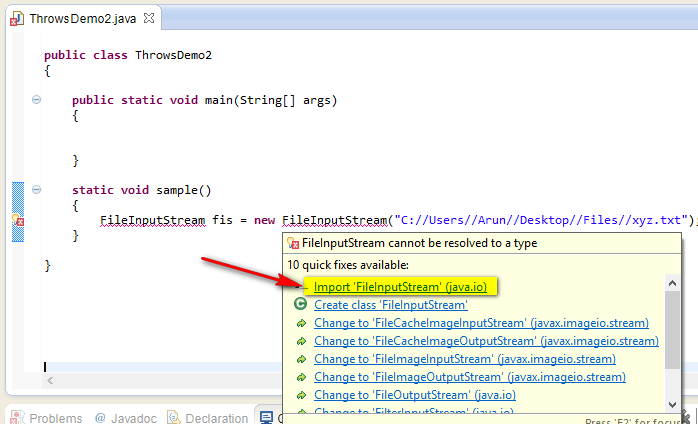 ThrowsDemo2.java
public class ThrowsDemo2
{
public static void main(String[] args)
{
}
static void sample()
{
FileInputStream fis = new FileInputStream("C://Users//Arun//Desktop//Files//xyz.txt");
}
}
FileInputStream cannot be resolved to a type
10 quick fixes available:
Import 'FileInputStream' (java.io)
Create class 'FileInputStream'
Change to 'FileCacheImageInputStream' (javax.imageio.stream)
Change to 'FileCacheImageOutputStream' (javax.imageio.stream)
Change to 'FileImageInputStream' (javax.imageio.stream)
Change to 'FileImageOutputStream' (javax.imageio.stream)
Change to 'FileOutputStream' (java.io)
Change to 'FilterInputStream' (java.io)
Press 'F2' for focus
Problems @ Javadoc Declaration